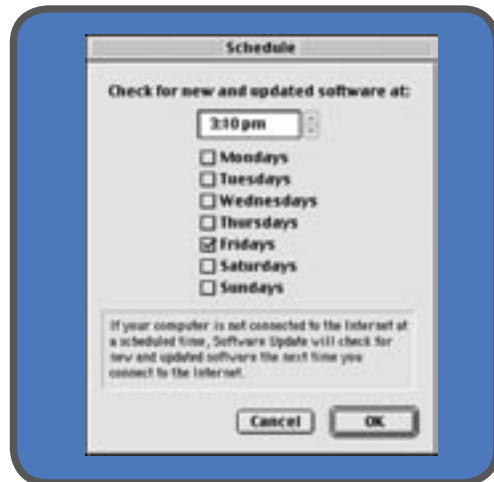 Schedule
Check for new and updated software at:
3:10 pm
Mondays
Tuesdays
Wednesdays
Thursdays
Fridays
Saturdays
Sundays
If your computer is not connected to the Internet at
a scheduled time, Software Update will check for
new and updated software the next time you
connect to the Internet.
Cancel
OK